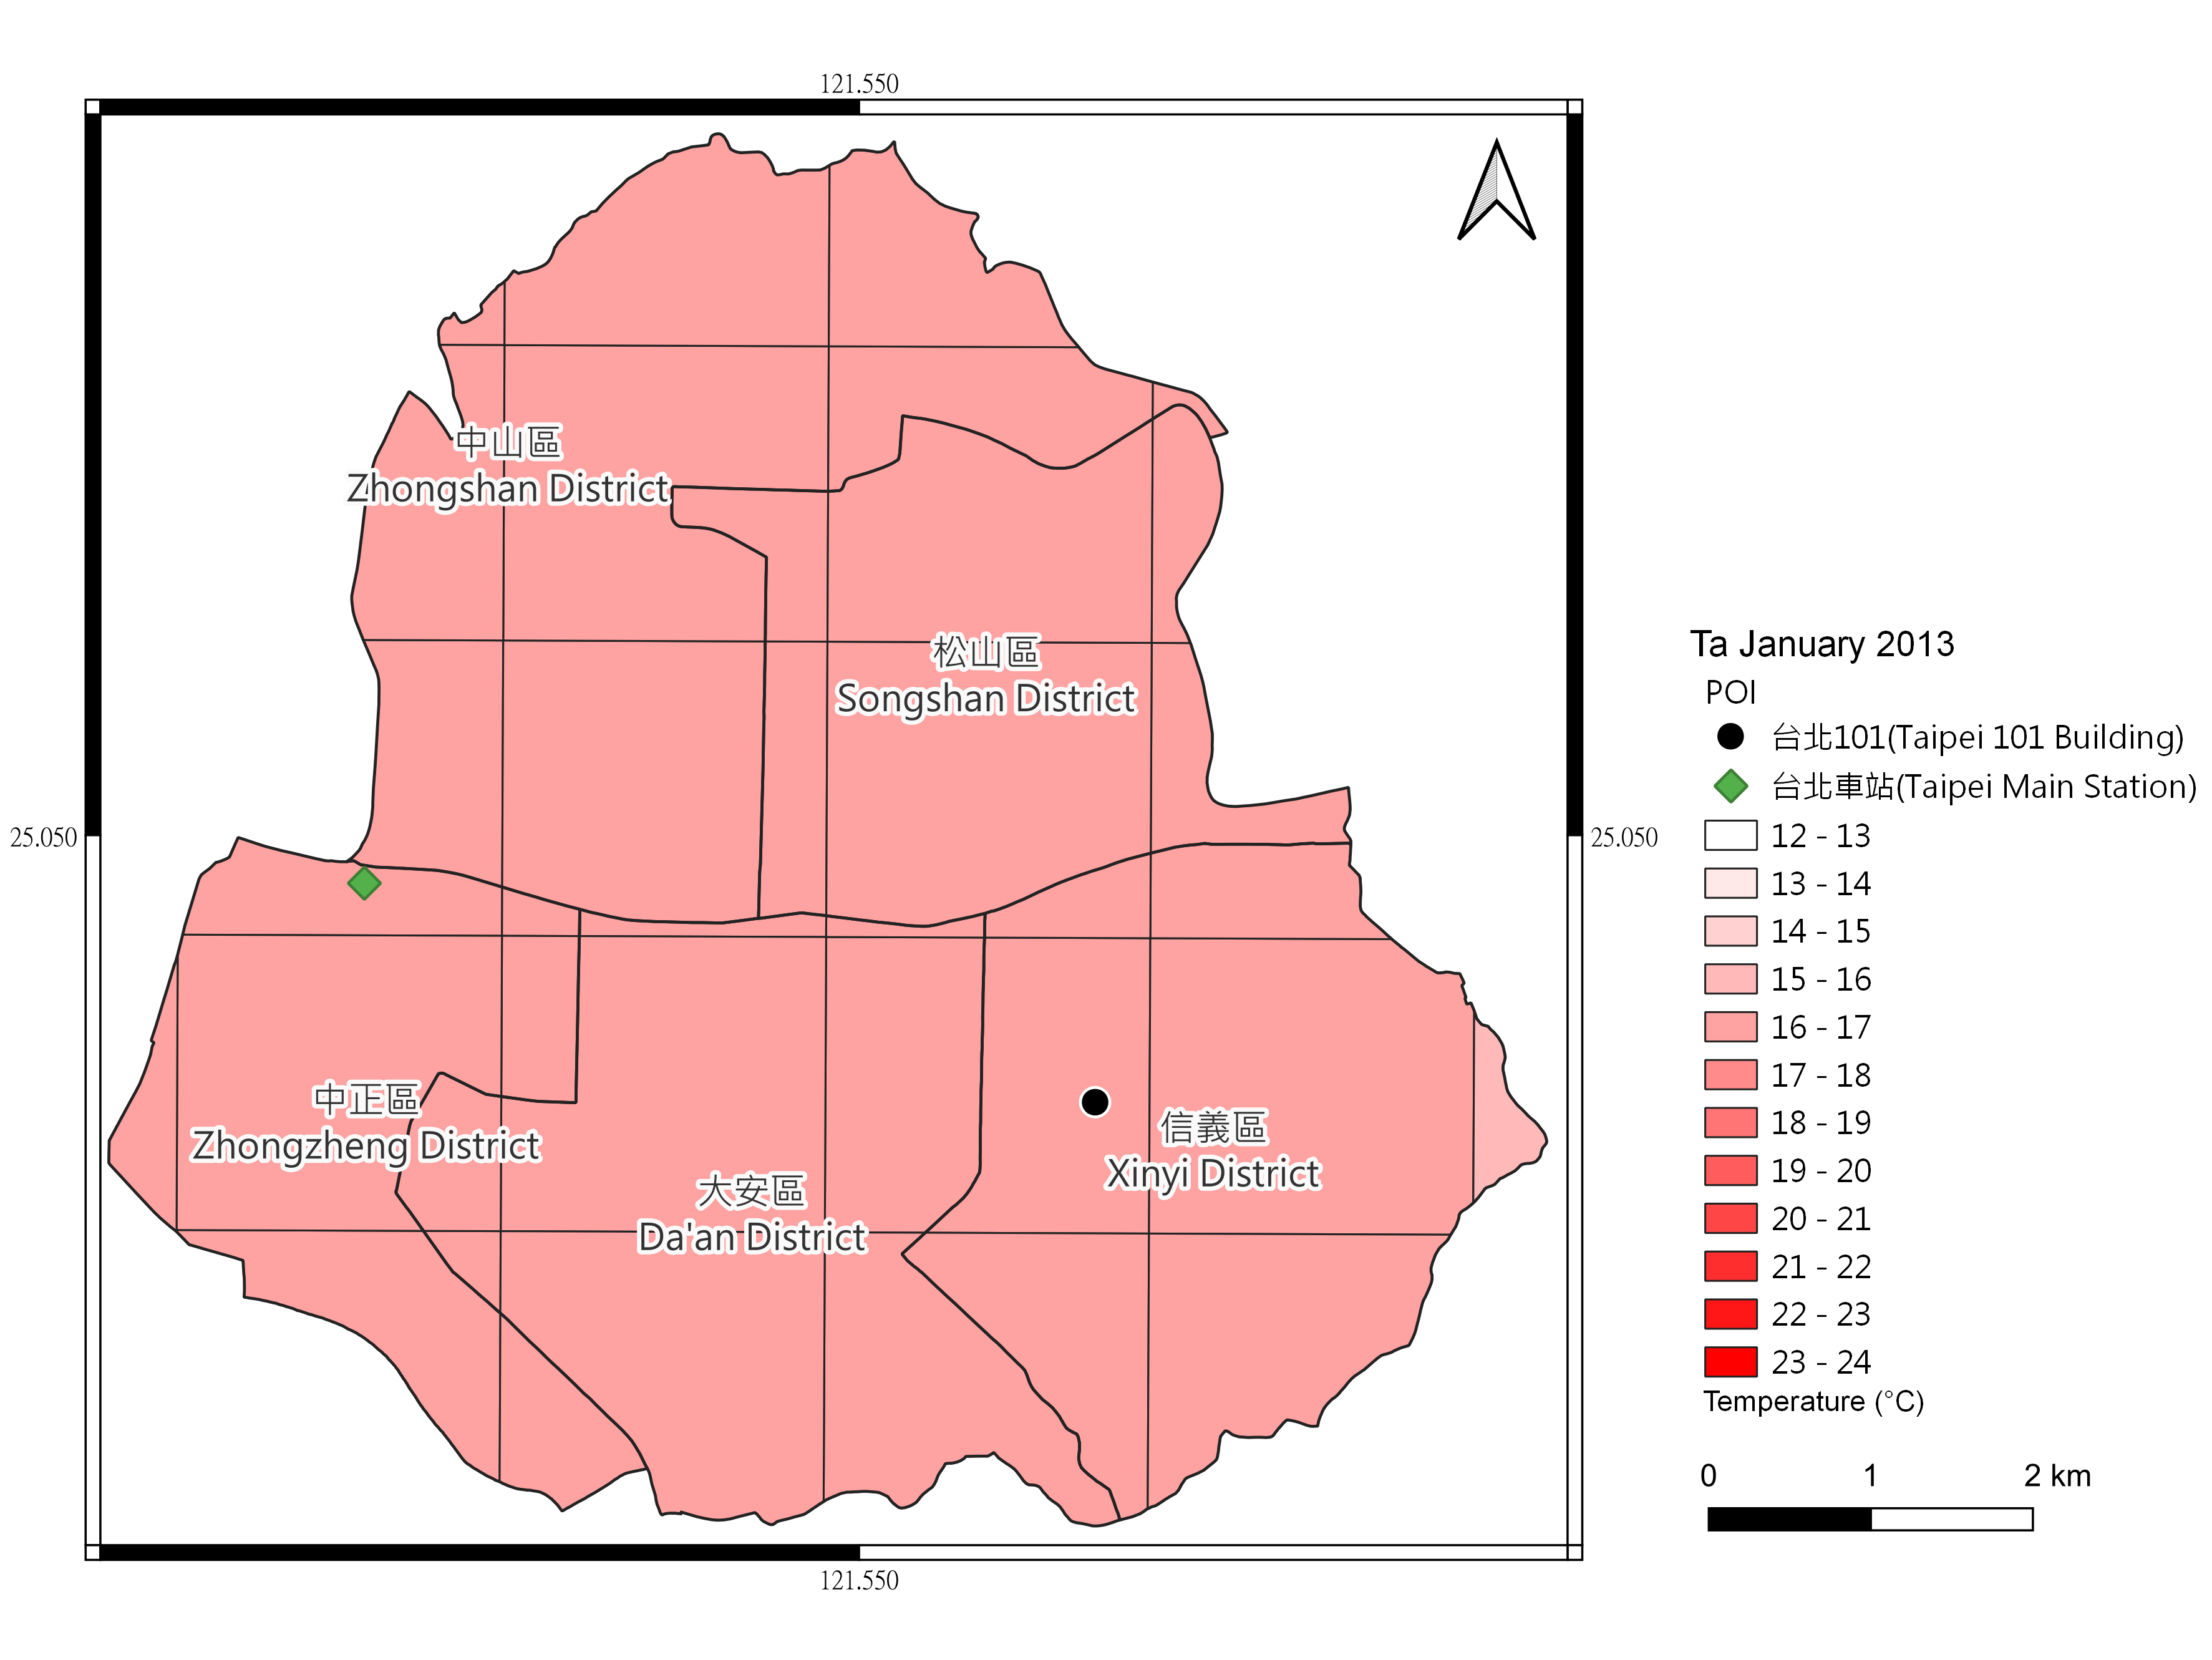 121.550
中山區
Zhongshan District
松山區
Songshan District
25.050
25.050
中正區
Zhongzheng District
信義區
Xinyi District
大安區
Da'an District
121.550
Ta January 2013
POI
台北101(Taipei 101 Building)
台北車站(Taipei Main Station)
12 - 13
13 - 14
14 - 15
15 - 16
16 - 17
17 - 18
18 - 19
19 - 20
20 - 21
21 - 22
22 - 23
23 - 24
Temperature (°C)
0 1 2 km